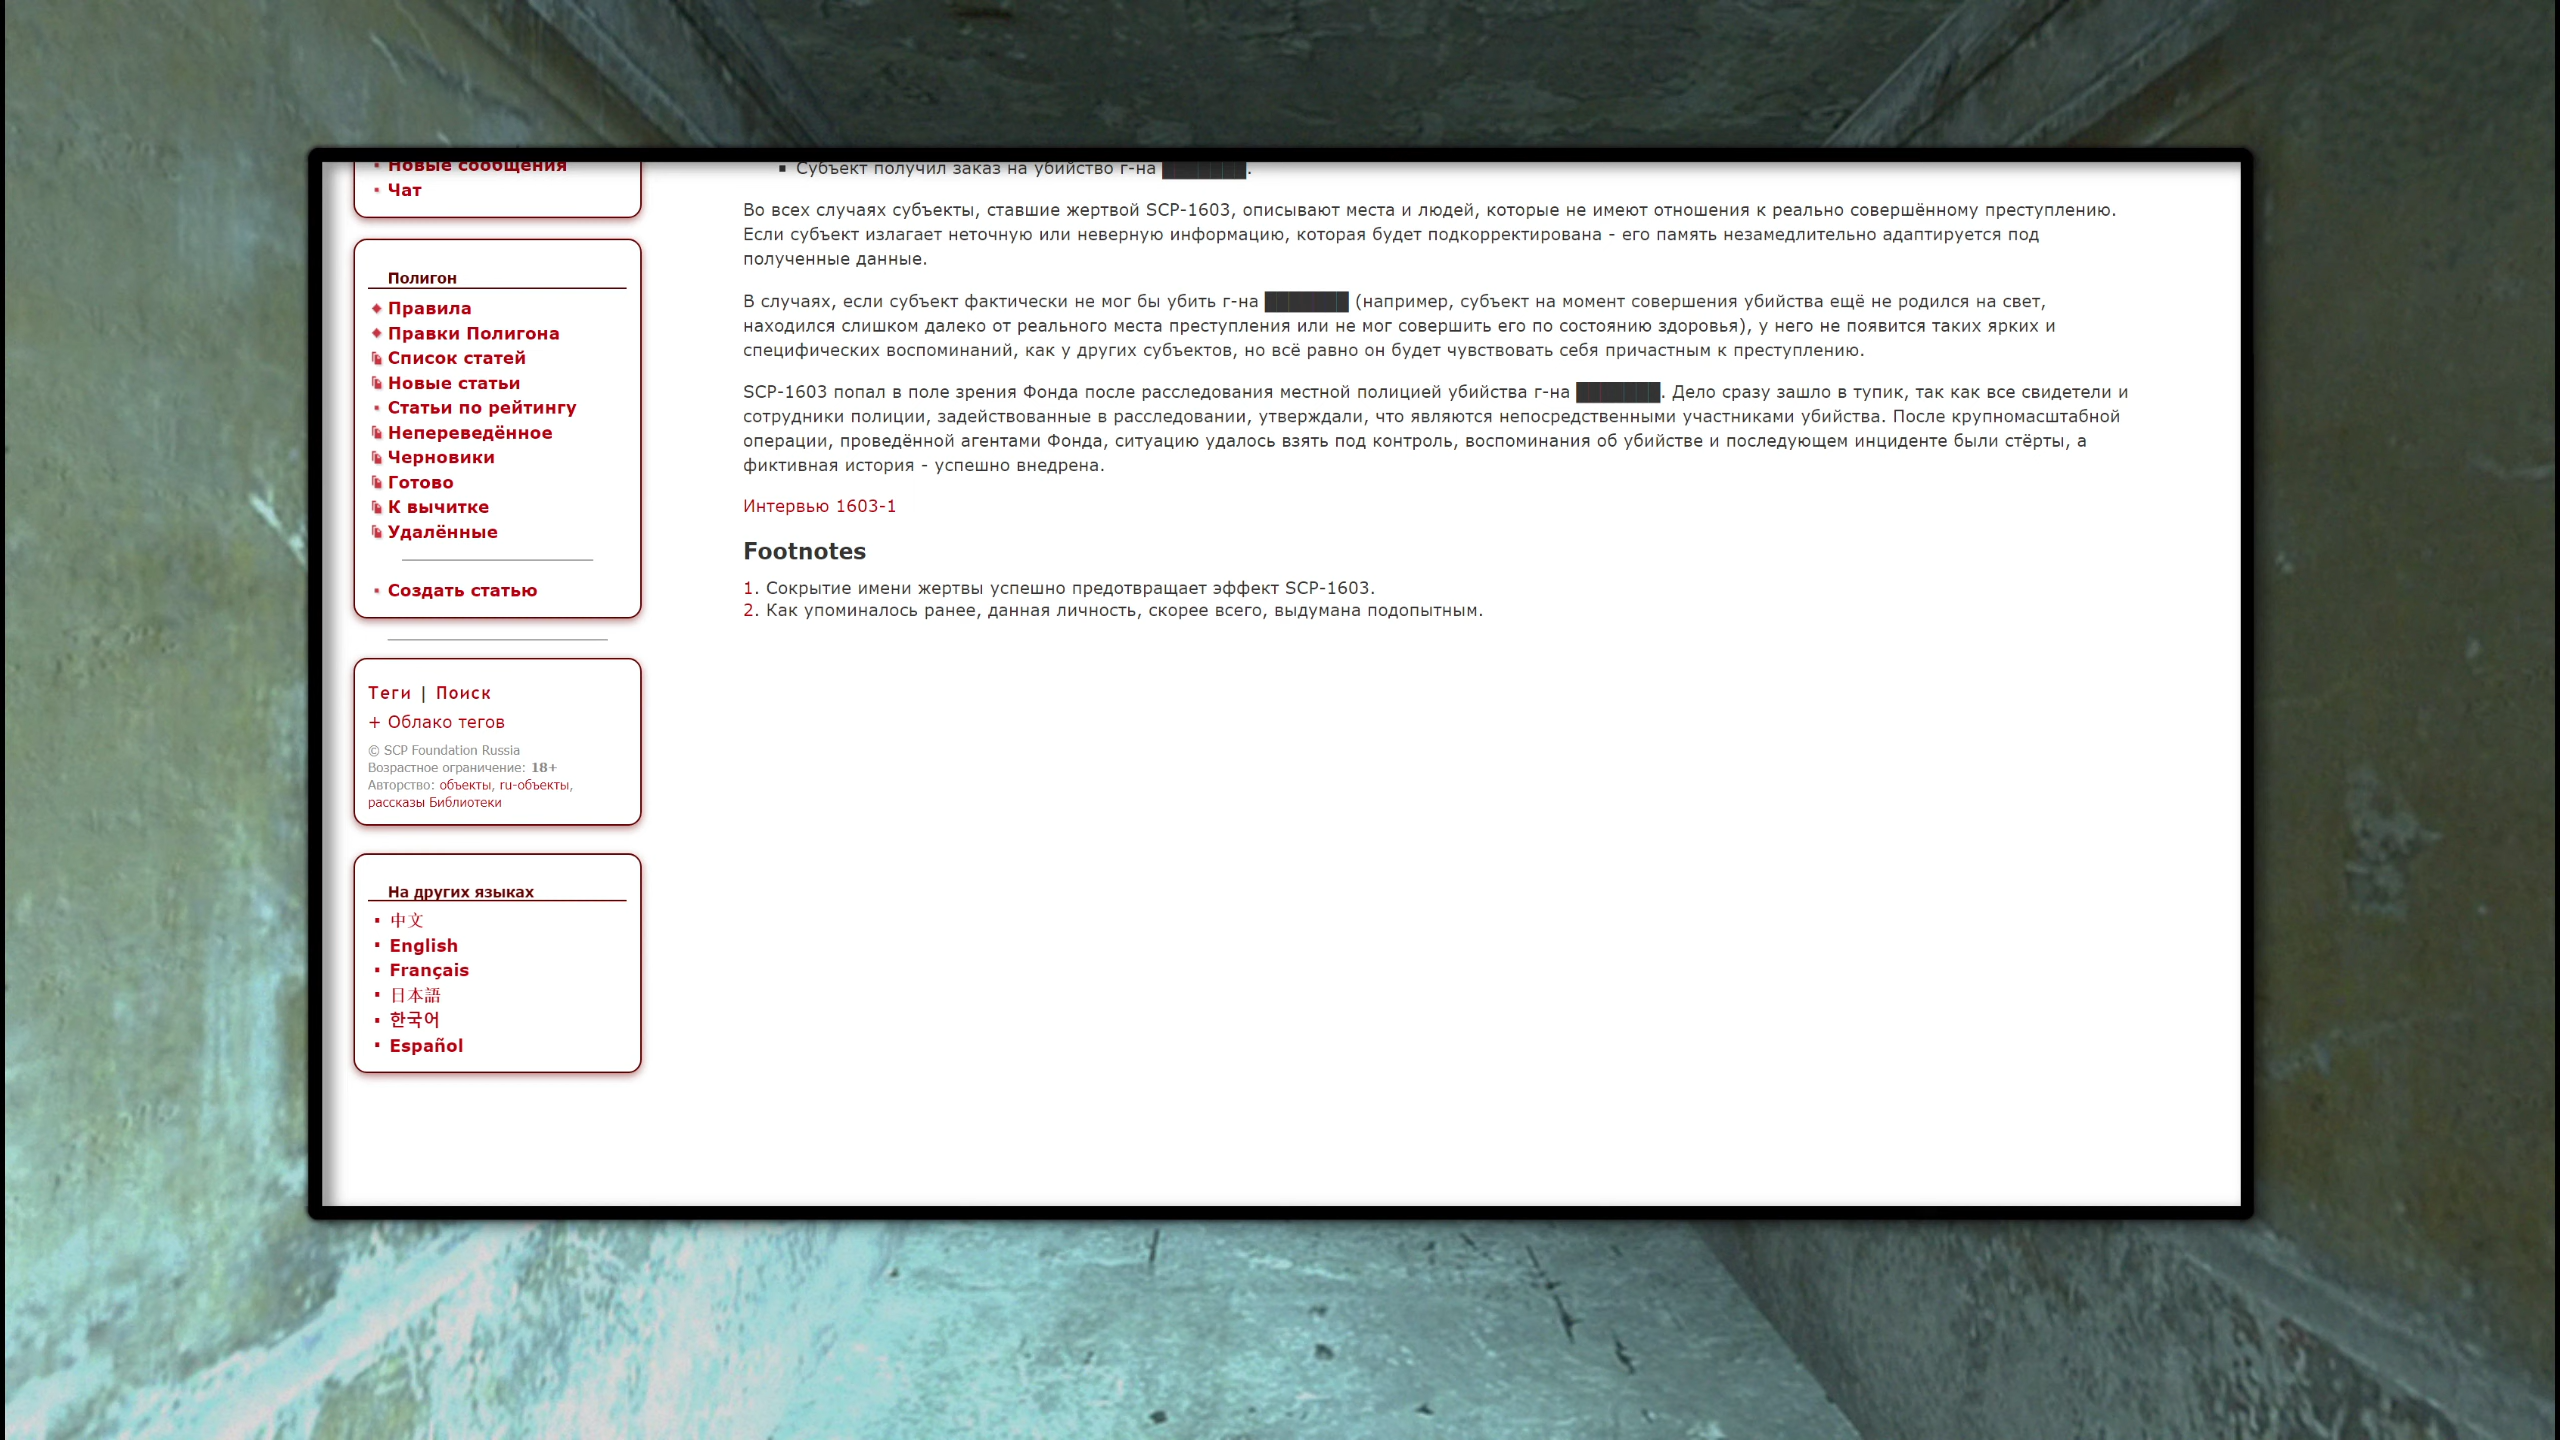 Новые сообщения
Чат
Полигон
Правила
Правки Полигона
Список статей
Новые статьи
Статьи по рейтингу
Непереведённое
Черновики
Готово
К вычитке
Удалённые
Создать статью
Теги | Поиск
+ Облако тегов
© SCP Foundation Russia
Возрастное ограничение: 18+
Авторство: объекты, ru-объекты,
рассказы Библиотеки
На других языках
中文
English
Français
日本語
한국어
Español
Субъект получил заказ на убийство г-на ███████.
Во всех случаях субъекты, ставшие жертвой SCP-1603, описывают места и людей, которые не имеют отношения к реально совершённому преступлению.
Если субъект излагает неточную или неверную информацию, которая будет подкорректирована - его память незамедлительно адаптируется под
полученные данные.
В случаях, если субъект фактически не мог бы убить г-на ███████ (например, субъект на момент совершения убийства ещё не родился на свет,
находился слишком далеко от реального места преступления или не мог совершить его по состоянию здоровья), у него не появится таких ярких и
специфических воспоминаний, как у других субъектов, но всё равно он будет чувствовать себя причастным к преступлению.
SCP-1603 попал в поле зрения Фонда после расследования местной полицией убийства г-на ███████. Дело сразу зашло в тупик, так как все свидетели и
сотрудники полиции, задействованные в расследовании, утверждали, что являются непосредственными участниками убийства. После крупномасштабной
операции, проведённой агентами Фонда, ситуацию удалось взять под контроль, воспоминания об убийстве и последующем инциденте были стёрты, а
фиктивная история - успешно внедрена.
Интервью 1603-1
Footnotes
1. Сокрытие имени жертвы успешно предотвращает эффект SCP-1603.
2. Как упоминалось ранее, данная личность, скорее всего, выдумана подопытным.